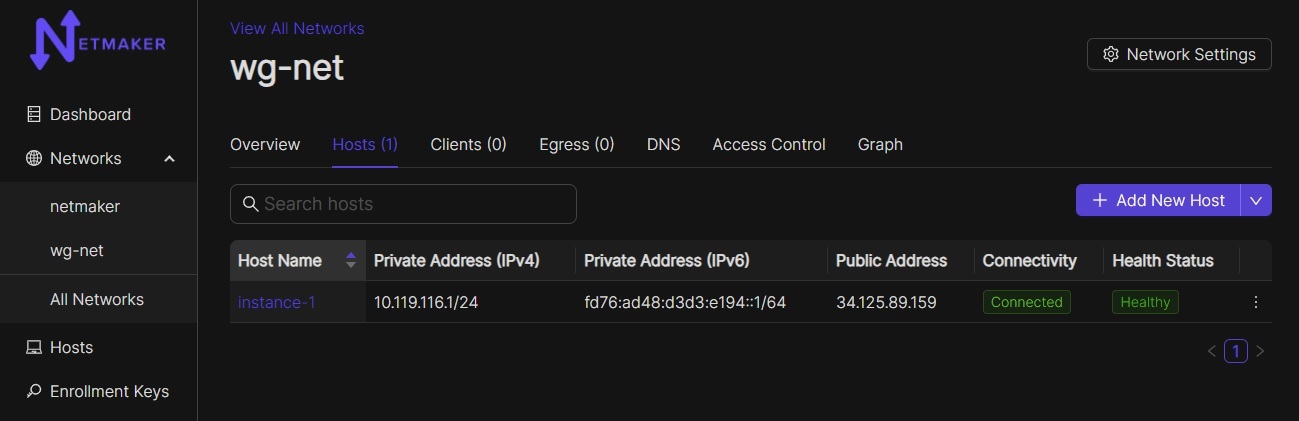 NETMAKER
Dashboard
Networks
netmaker
wg-net
All Networks
Hosts
Enrollment Keys
View All Networks
wg-net
Network Settings
Overview Hosts (1) Clients (0) Egress (0) DNS Access Control Graph
Search hosts
Add New Host
Host Name Private Address (IPv4) Private Address (IPv6) Public Address Connectivity Health Status
instance-1 10.119.116.1/24 fd76:ad48:d3d3:e194::1/64 34.125.89.159 Connected Healthy
1